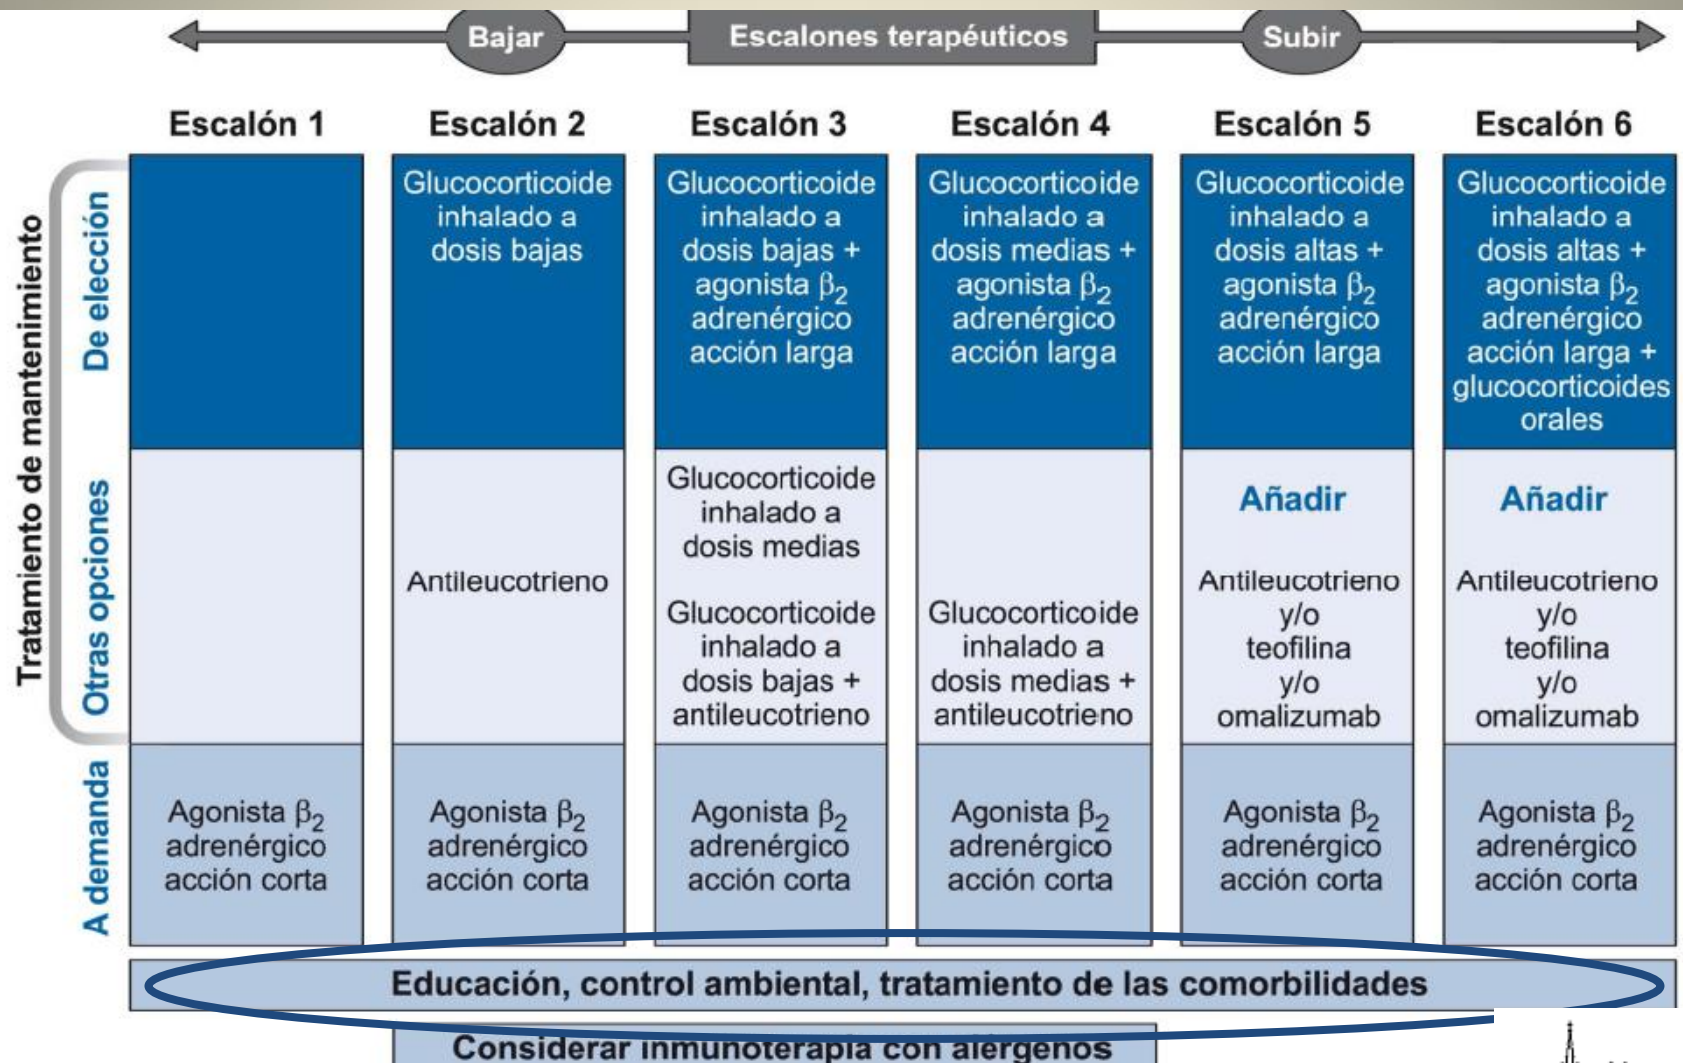 Bajar
Escalones terapéuticos
Subir
Escalón 1
Escalón 2
Escalón 3
Escalón 4
Escalón 5
Escalón 6
Tratamiento de mantenimiento
De elección
Glucocorticoide
inhalado a
dosis bajas
Glucocorticoide
inhalado a
dosis bajas +
agonista β2
adrenérgico
acción larga
Glucocorticoide
inhalado a
dosis medias +
agonista β2
adrenérgico
acción larga
Glucocorticoide
inhalado a
dosis altas +
agonista β2
adrenérgico
acción larga
Glucocorticoide
inhalado a
dosis altas +
agonista β2
adrenérgico
acción larga +
glucocorticoides
orales
Otras opciones
Antileucotrieno
Glucocorticoide
inhalado a
dosis medias
Glucocorticoide
inhalado a
dosis bajas +
antileucotrieno
Glucocorticoide
inhalado a
dosis medias +
antileucotrieno
Añadir
Antileucotrieno
y/o
teofilina
y/o
omalizumab
Añadir
Antileucotrieno
y/o
teofilina
y/o
omalizumab
A demanda
Agonista β2
adrenérgico
acción corta
Agonista β2
adrenérgico
acción corta
Agonista β2
adrenérgico
acción corta
Agonista β2
adrenérgico
acción corta
Agonista β2
adrenérgico
acción corta
Agonista β2
adrenérgico
acción corta
Educación, control ambiental, tratamiento de las comorbilidades
Considerar inmunoterapia con alérgenos